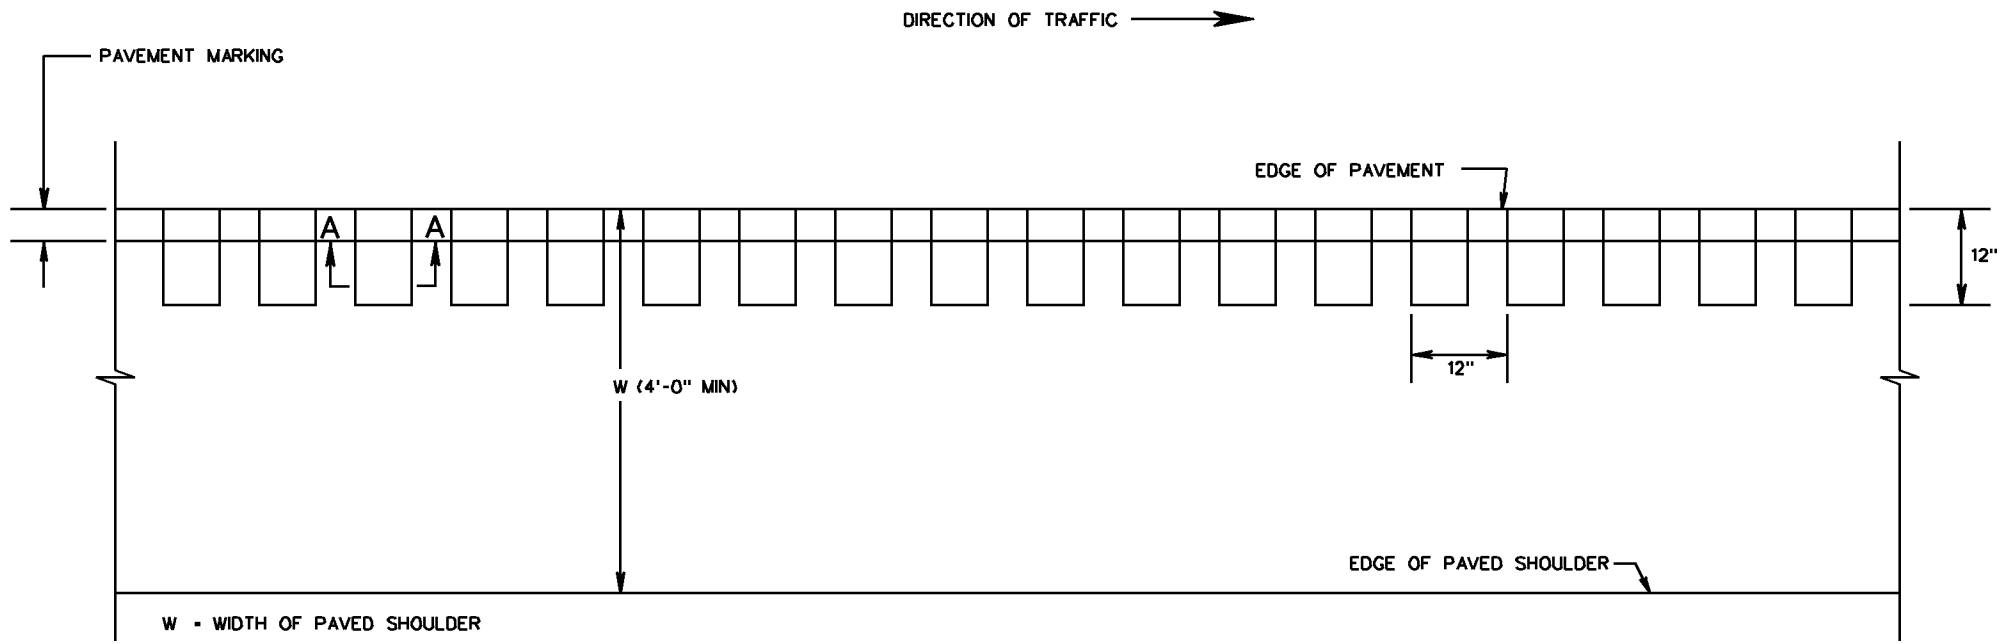 DIRECTION OF TRAFFIC
PAVEMENT MARKING
EDGE OF PAVEMENT
A A
12"
12"
W (4'-0" MIN)
EDGE OF PAVED SHOULDER
W = WIDTH OF PAVED SHOULDER